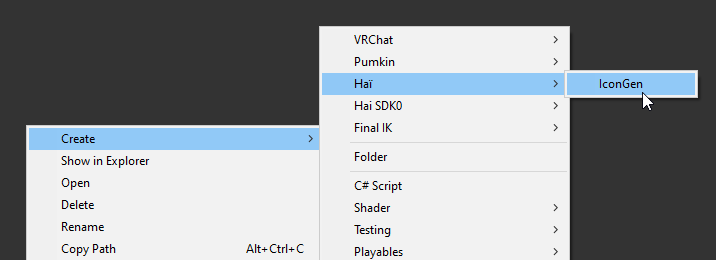 VRChat
Pumkin
Haï
IconGen
Hai SDK0
Final IK
Folder
C# Script
Shader
Testing
Playables
Create
Show in Explorer
Open
Delete
Rename
Copy Path Alt+Ctrl+C